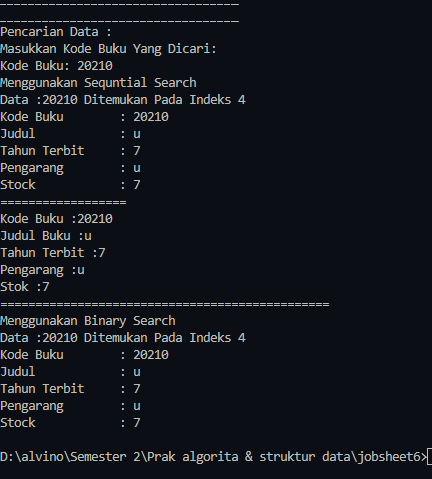 __________________________________
__________________________________
Pencarian Data :
Masukkan Kode Buku Yang Dicari:
Kode Buku: 20210
Menggunakan Sequntial Search
Data :20210 Ditemukan Pada Indeks 4
Kode Buku        : 20210
Judul            : u
Tahun Terbit     : 7
Pengarang        : u
Stock            : 7
==================
Kode Buku :20210
Judul Buku :u
Tahun Terbit :7
Pengarang :u
Stok :7
===============================================
Menggunakan Binary Search
Data :20210 Ditemukan Pada Indeks 4
Kode Buku        : 20210
Judul            : u
Tahun Terbit     : 7
Pengarang        : u
Stock            : 7
D:\alvino\Semester 2\Prak algorita & struktur data\jobsheet6>